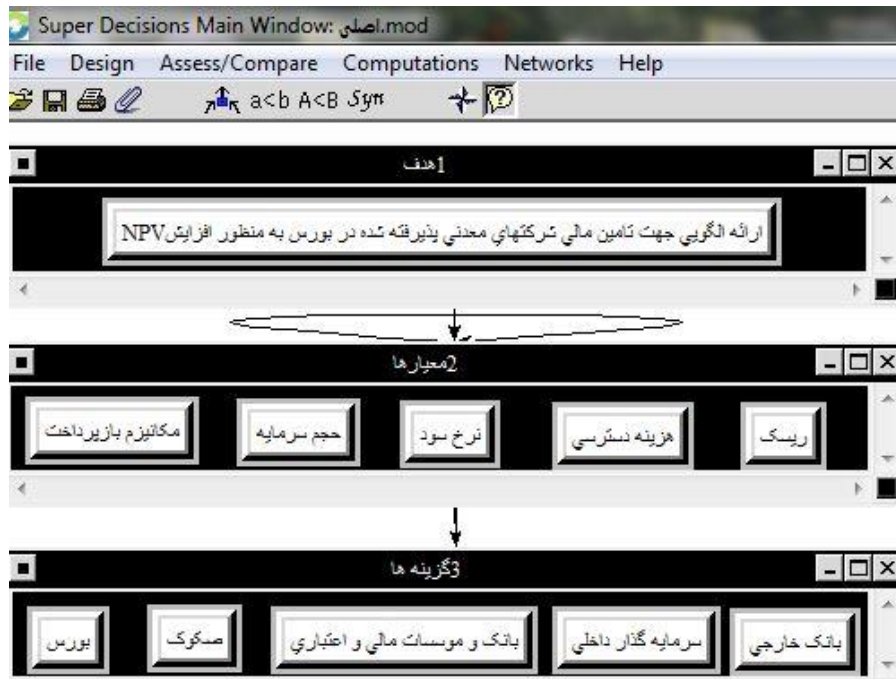 Super Decisions Main Window: اصلی.mod
File Design Assess/Compare Computations Networks Help
a<b A<B Syn
1هدف
ارائه الگويي جهت تامين مالي شرکتهاي معدني پذيرفته شده در بورس به منظور افزايشNPV
2معيارها
ريسک
هزينه دسترسي
نرخ سود
حجم سرمايه
مکانيزم بازپرداخت
3گزينه ها
بانک خارجي
سرمايه گذار داخلي
بانک و موسسات مالي و اعتباري
صکوک
بورس